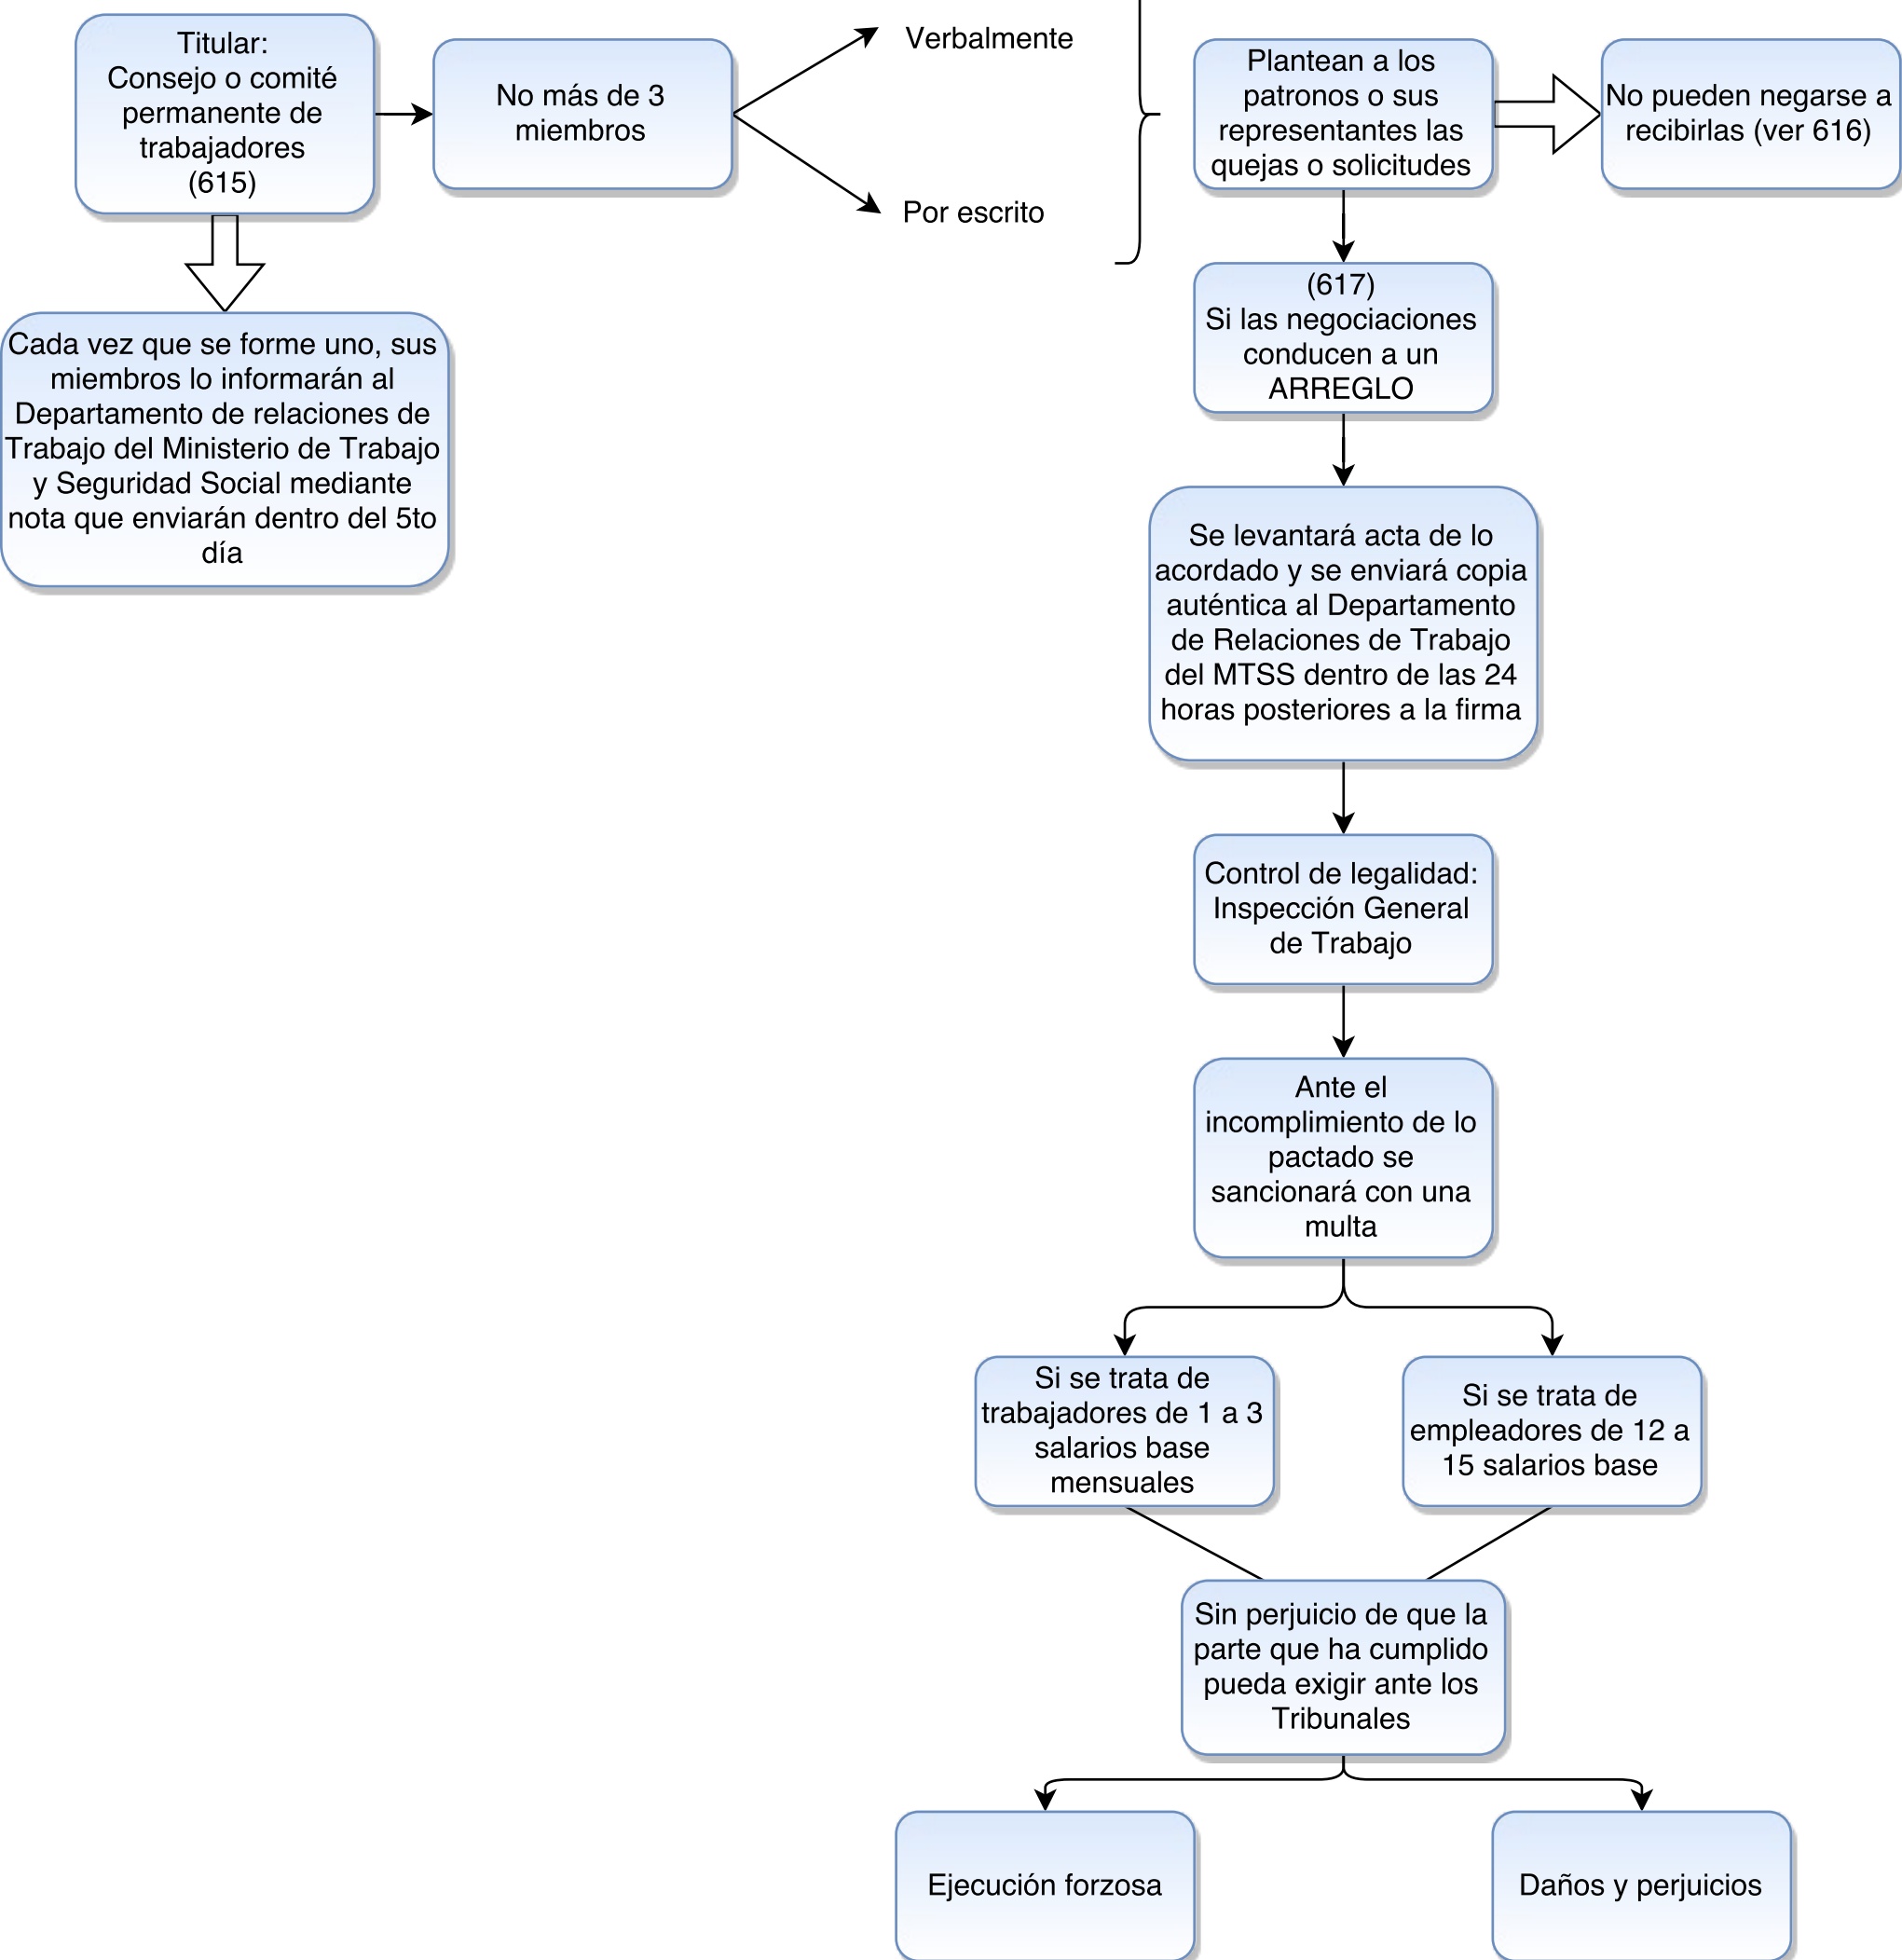 Titular:
Consejo o comité
permanente de
trabajadores
(615)
No más de 3
miembros
Verbalmente
Por escrito
Plantean a los
patronos o sus
representantes las
quejas o solicitudes
No pueden negarse a
recibirlas (ver 616)
Cada vez que se forme uno, sus
miembros lo informarán al
Departamento de relaciones de
Trabajo del Ministerio de Trabajo
y Seguridad Social mediante
nota que enviarán dentro del 5to
día
(617)
Si las negociaciones
conducen a un
ARREGLO
Se levantará acta de lo
acordado y se enviará copia
auténtica al Departamento
de Relaciones de Trabajo
del MTSS dentro de las 24
horas posteriores a la firma
Control de legalidad:
Inspección General
de Trabajo
Ante el
incomplimiento de lo
pactado se
sancionará con una
multa
Si se trata de
trabajadores de 1 a 3
salarios base
mensuales
Si se trata de
empleadores de 12 a
15 salarios base
Sin perjuicio de que la
parte que ha cumplido
pueda exigir ante los
Tribunales
Ejecución forzosa
Daños y perjuicios